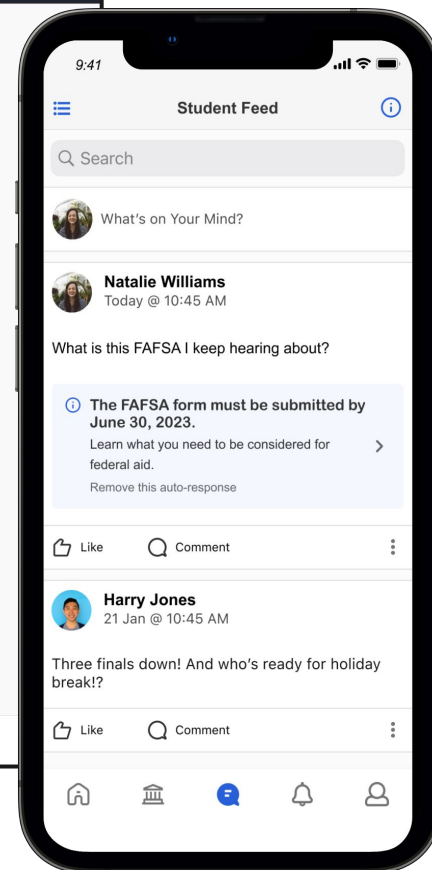 9:41
Student Feed
Search
What's on Your Mind?
Natalie Williams
Today @ 10:45 AM
What is this FAFSA I keep hearing about?
The FAFSA form must be submitted by
June 30, 2023.
Learn what you need to be considered for
federal aid.
Remove this auto-response
Like Comment
Harry Jones
21 Jan @ 10:45 AM
Three finals down! And who's ready for holiday
break!?
Like Comment